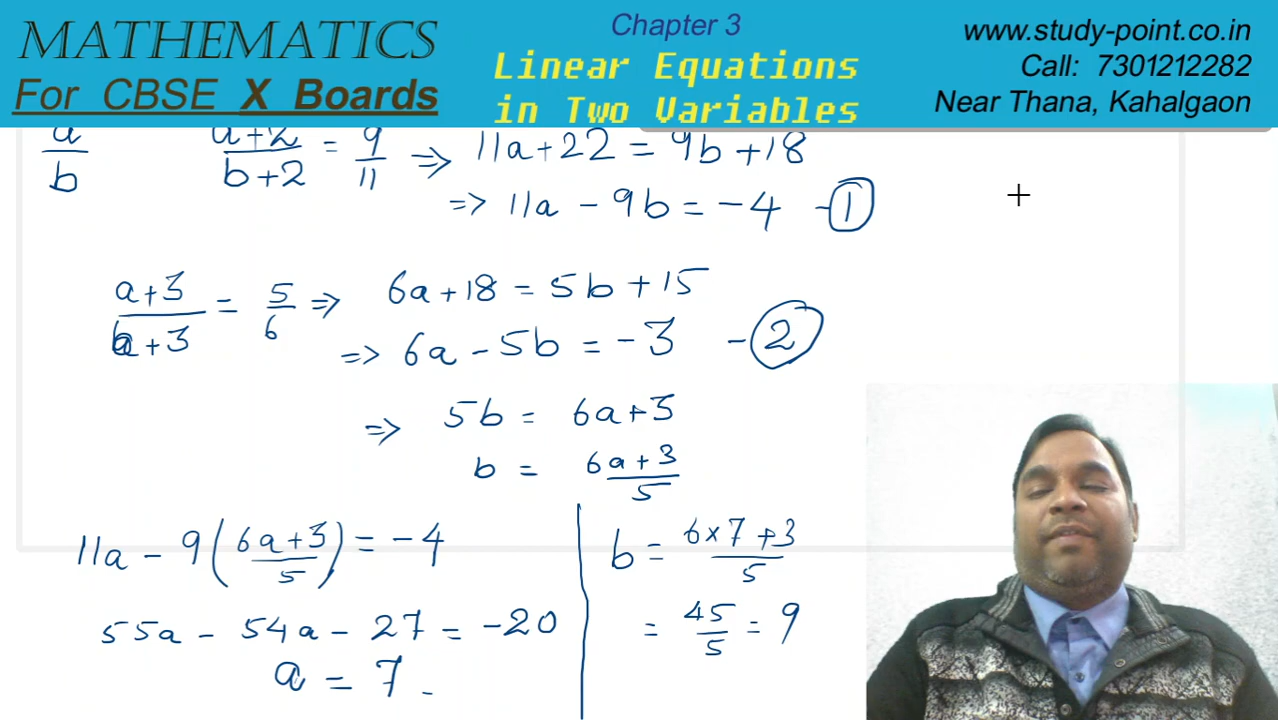 MATHEMATICS
For CBSE X Boards
Chapter 3
Linear Equations
in Two Variables
www.study-point.co.in
Call: 7301212282
Near Thana, Kahalgaon
a/b (a+2)/(b+2) = 9/11 ⇒ 11a+22 = 9b+18
⇒ 11a - 9b = -4 - ①
(a+3)/(b+3) = 5/6 ⇒ 6a+18 = 5b+15
⇒ 6a - 5b = -3 - ②
⇒ 5b = 6a+3
b = (6a+3)/5
11a - 9((6a+3)/5) = -4
55a - 54a - 27 = -20
a = 7
b = (6×7+3)/5
= 45/5 = 9